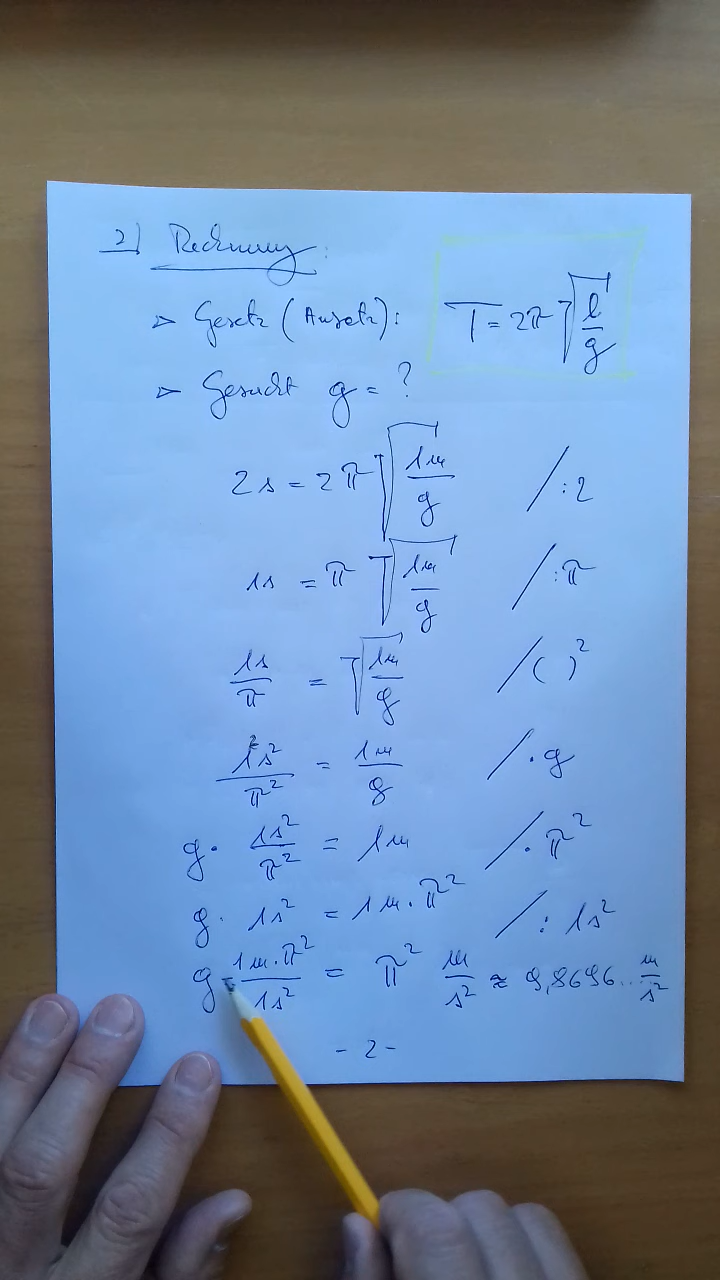 2) Rechnung:
▷ Gesetz (Ansatz): T = 2π √(l/g)
▷ Gesucht g = ?
2s = 2π √(1m/g) / :2
1s = π √(1m/g) / :π
1s/π = √(1m/g) / ( )²
1²s²/π² = 1m/g / · g
g · 1s²/π² = 1m / · π²
g · 1s² = 1m · π² / : 1s²
g = 1m · π²/1s² = π² m/s² ≈ 9,8696.. m/s²
- 2 -